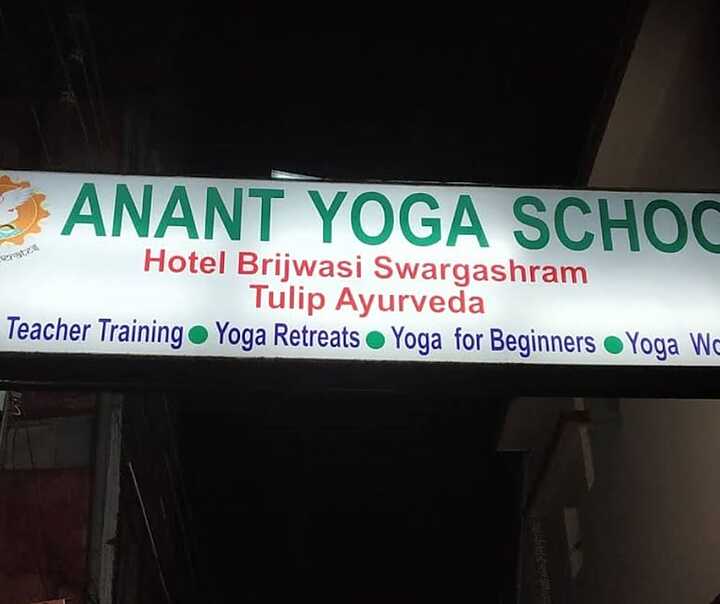 ANANT YOGA SCHOO
Hotel Brijwasi Swargashram
Tulip Ayurveda
Teacher Training ● Yoga Retreats ● Yoga for Beginners ● Yoga Wo